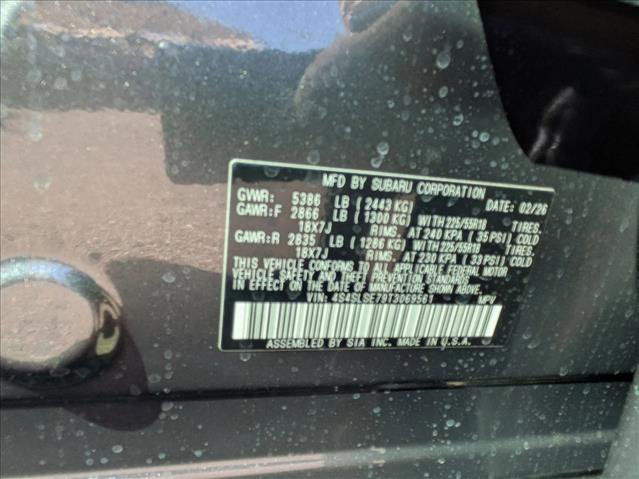 MFD BY SUBARU CORPORATION DATE: 02/26
GVWR: 5386 LB (2443 KG)
GAWR:F 2866 LB (1300 KG) WITH 225/55R18 TIRES.
18X7J RIMS. AT 240 KPA (35 PSI) COLD
GAWR:R 2835 LB (1286 KG) WITH 225/55R18 TIRES.
18X7J RIMS. AT 230 KPA (33 PSI) COLD
THIS VEHICLE CONFORMS TO ALL APPLICABLE FEDERAL MOTOR
VEHICLE SAFETY, BUMPER, AND THEFT PREVENTION STANDARDS
IN EFFECT ON THE DATE OF MANUFACTURE SHOWN ABOVE.
VIN: 4S4SLSE79T3069561 MPV
ASSEMBLED BY SIA INC. MADE IN U.S.A.